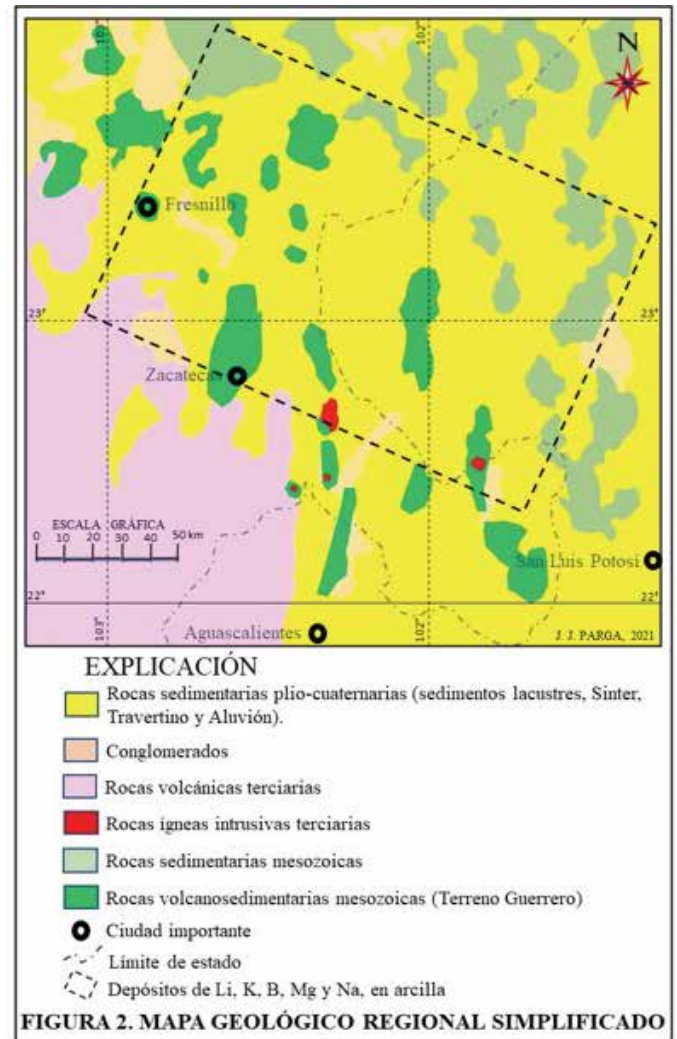 103°
102°
N
Fresnillo
23°
23°
Zacatecas
ESCALA GRÁFICA
0 10 20 30 40 50 km
San Luis Potosí
22°
22°
103°
Aguascalientes
102°
J. J. PARGA, 2021
EXPLICACIÓN
Rocas sedimentarias plio-cuaternarias (sedimentos lacustres, Sinter,
Travertino y Aluvión).
Conglomerados
Rocas volcánicas terciarias
Rocas ígneas intrusivas terciarias
Rocas sedimentarias mesozoicas
Rocas volcanosedimentarias mesozoicas (Terreno Guerrero)
Ciudad importante
Límite de estado
Depósitos de Li, K, B, Mg y Na, en arcilla
FIGURA 2. MAPA GEOLÓGICO REGIONAL SIMPLIFICADO